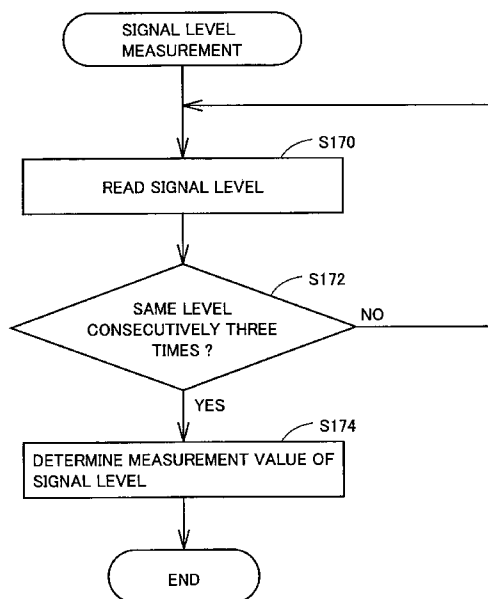 SIGNAL LEVEL
MEASUREMENT
S170
READ SIGNAL LEVEL
S172
SAME LEVEL
CONSECUTIVELY THREE
TIMES ?
NO
YES
S174
DETERMINE MEASUREMENT VALUE OF
SIGNAL LEVEL
END